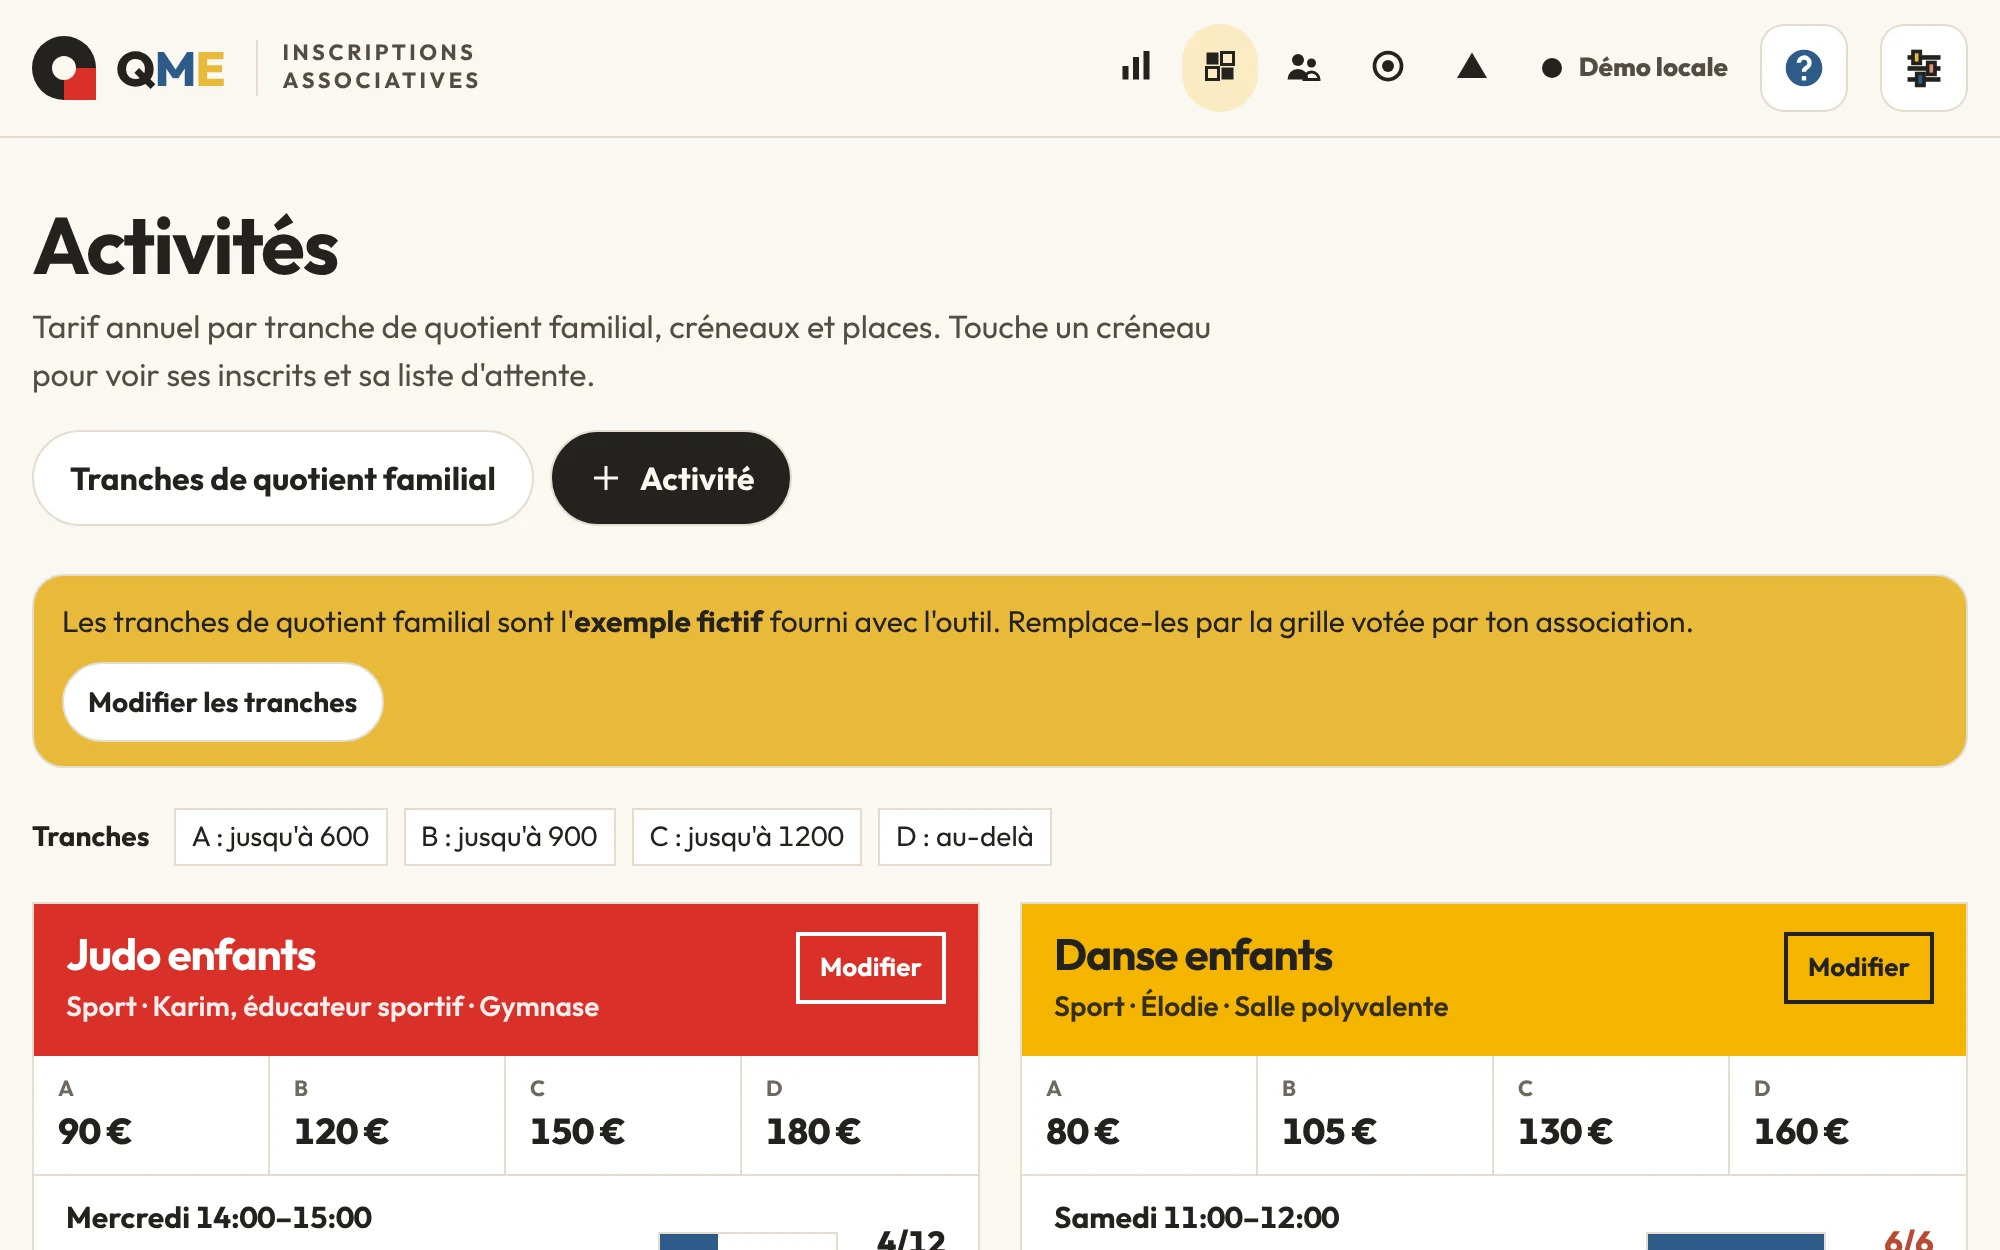 QME
INSCRIPTIONS
ASSOCIATIVES
Démo locale
?
Activités
Tarif annuel par tranche de quotient familial, créneaux et places. Touche un créneau
pour voir ses inscrits et sa liste d'attente.
Tranches de quotient familial
+ Activité
Les tranches de quotient familial sont l'exemple fictif fourni avec l'outil. Remplace-les par la grille votée par ton association.
Modifier les tranches
Tranches
A : jusqu'à 600
B : jusqu'à 900
C : jusqu'à 1200
D : au-delà
Judo enfants
Modifier
Sport · Karim, éducateur sportif · Gymnase
A
B
C
D
90 €
120 €
150 €
180 €
Mercredi 14:00–15:00
4/12
Danse enfants
Modifier
Sport · Élodie · Salle polyvalente
A
B
C
D
80 €
105 €
130 €
160 €
Samedi 11:00–12:00
6/6